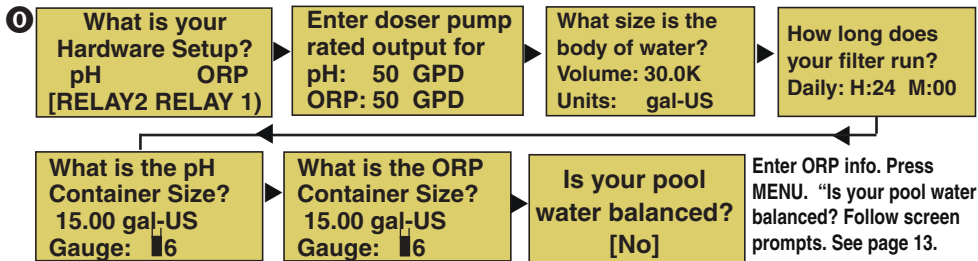 O
What is your
Hardware Setup?
pH ORP
[RELAY2 RELAY 1)
Enter doser pump
rated output for
pH: 50 GPD
ORP: 50 GPD
What size is the
body of water?
Volume: 30.0K
Units: gal-US
How long does
your filter run?
Daily: H:24 M:00
What is the pH
Container Size?
15.00 gal-US
Gauge: 6
What is the ORP
Container Size?
15.00 gal-US
Gauge: 6
Is your pool
water balanced?
[No]
Enter ORP info. Press
MENU. “Is your pool water
balanced? Follow screen
prompts. See page 13.